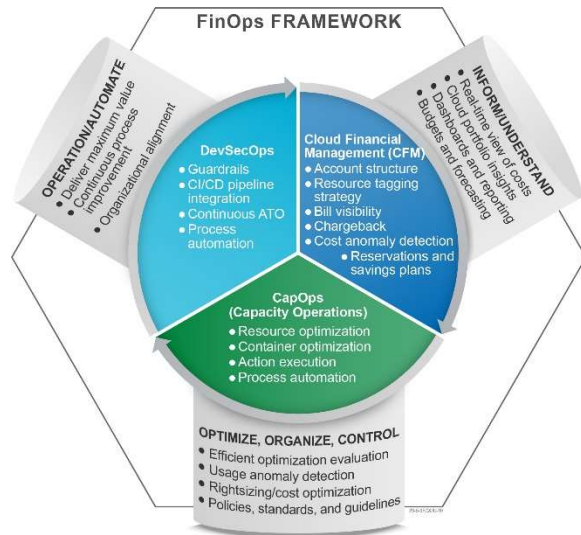 FinOps FRAMEWORK
OPERATION/AUTOMATE
• Deliver maximum value
• Continuous process
improvement
• Organizational alignment
INFORM/UNDERSTAND
• Real-time view of costs
• Cloud portfolio insights
• Dashboards and reporting
• Budgets and forecasting
DevSecOps
• Guardrails
• CI/CD pipeline
integration
• Continuous ATO
• Process
automation
Cloud Financial
Management (CFM)
• Account structure
• Resource tagging
strategy
• Bill visibility
• Chargeback
• Cost anomaly detection
• Reservations and
savings plans
CapOps
(Capacity Operations)
• Resource optimization
• Container optimization
• Action execution
• Process automation
OPTIMIZE, ORGANIZE, CONTROL
• Efficient optimization evaluation
• Usage anomaly detection
• Rightsizing/cost optimization
• Policies, standards, and guidelines